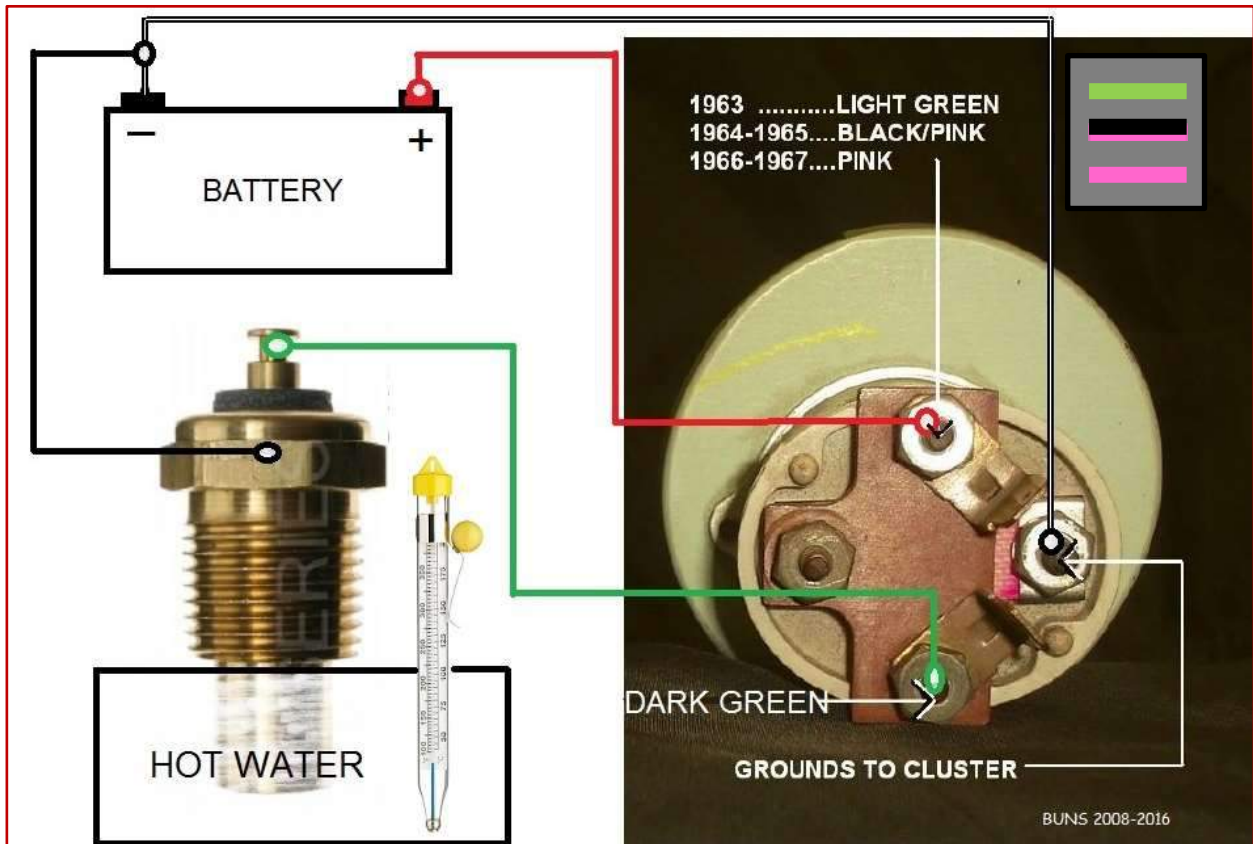 1963 ...........LIGHT GREEN
1964-1965....BLACK/PINK
1966-1967....PINK
− +
BATTERY
DARK GREEN
HOT WATER
GROUNDS TO CLUSTER
BUNS 2008-2016